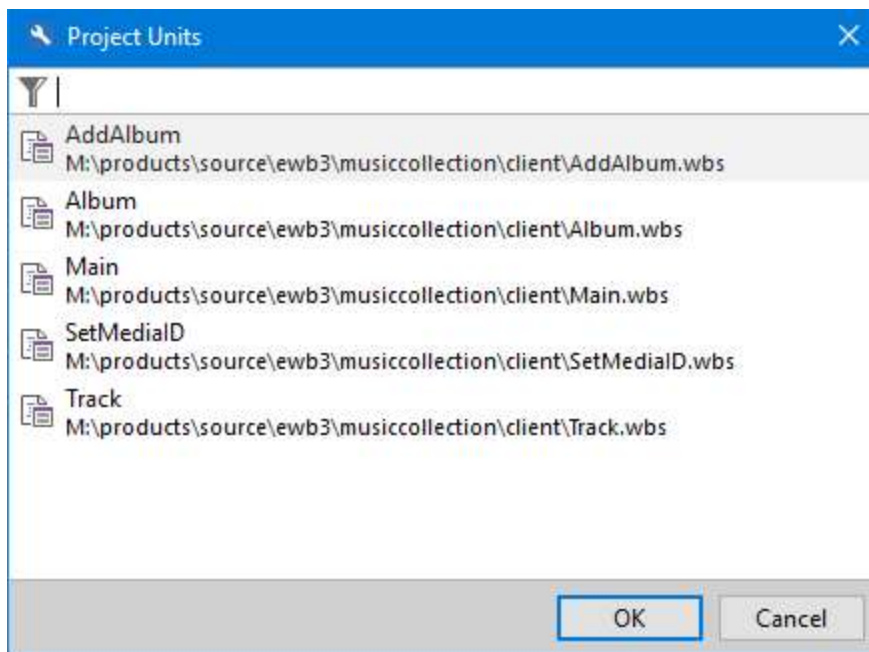 Project Units
AddAlbum
M:\products\source\ewb3\musiccollection\client\AddAlbum.wbs
Album
M:\products\source\ewb3\musiccollection\client\Album.wbs
Main
M:\products\source\ewb3\musiccollection\client\Main.wbs
SetMediaID
M:\products\source\ewb3\musiccollection\client\SetMediaID.wbs
Track
M:\products\source\ewb3\musiccollection\client\Track.wbs
OK Cancel